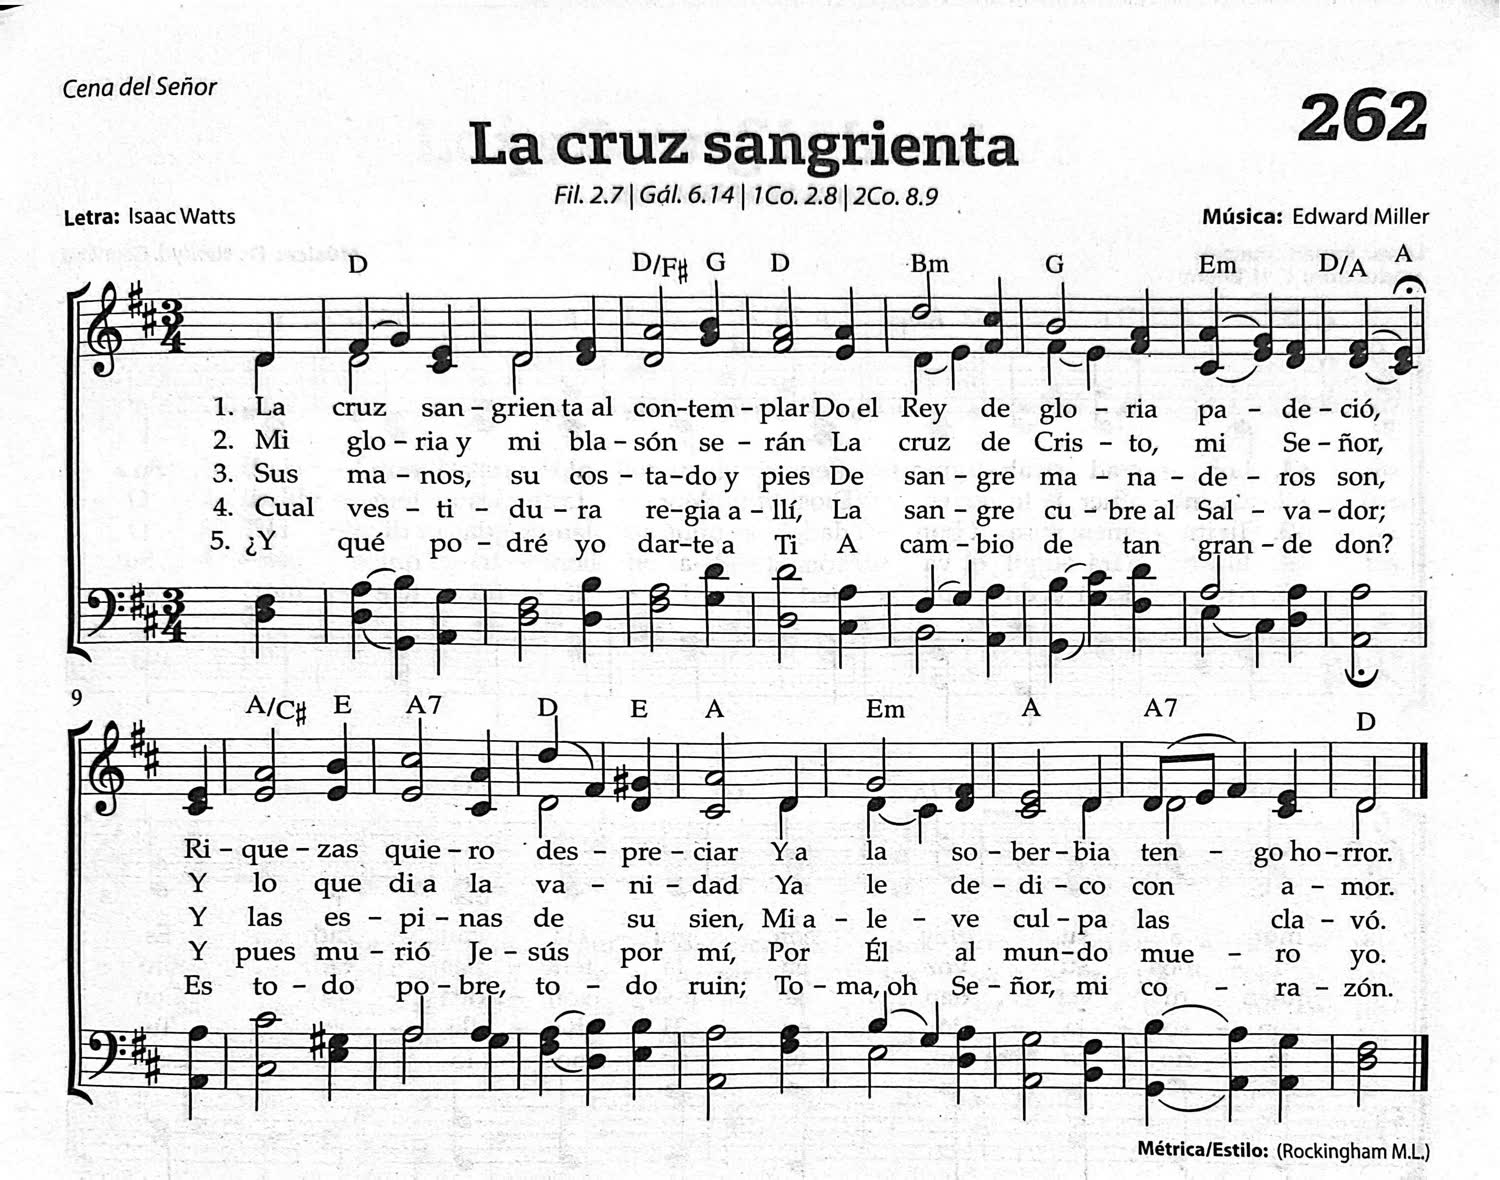 Cena del Señor
262
La cruz sangrienta
Fil. 2.7 | Gál. 6.14 | 1Co. 2.8 | 2Co. 8.9
Letra: Isaac Watts
Música: Edward Miller
D D/F♯ G D Bm G Em D/A A
1. La cruz san – grien ta al con-tem – plar Do el Rey de glo – ria pa – de – ció,
2. Mi glo – ria y mi bla – són se – rán La cruz de Cris – to, mi Se – ñor,
3. Sus ma – nos, su cos – ta – do y pies De san – gre ma – na – de – ros son,
4. Cual ves – ti – du – ra re – gia a – llí, La san – gre cu – bre al Sal – va – dor;
5. ¿Y qué po – dré yo dar – te a Ti A cam – bio de tan gran – de don?
9
A/C♯ E A7 D E A Em A A7 D
Ri – que – zas quie – ro des – pre – ciar Y a la so – ber – bia ten – go ho – rror.
Y lo que di a la va – ni – dad Ya le de – di – co con a – mor.
Y las es – pi – nas de su sien, Mi a – le – ve cul – pa las cla – vó.
Y pues mu – rió Je – sús por mí, Por Él al mun – do mue – ro yo.
Es to – do po – bre, to – do ruin; To – ma, oh Se – ñor, mi co – ra – zón.
Métrica/Estilo: (Rockingham M.L.)